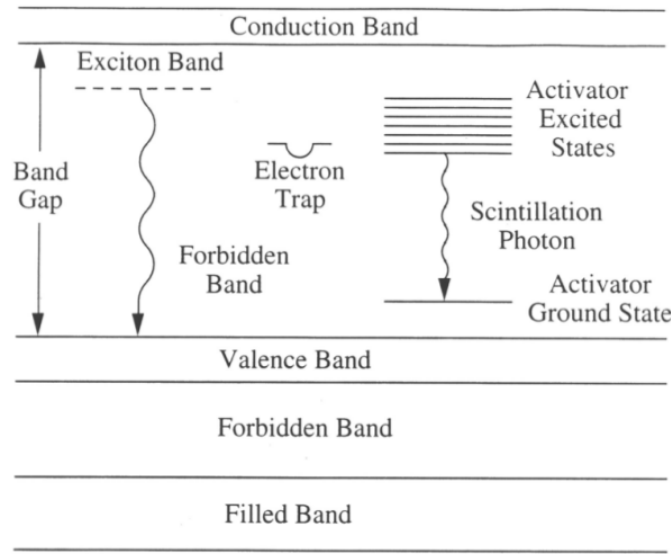 Conduction Band
Exciton Band
Activator
Excited
States
Band
Gap
Electron
Trap
Scintillation
Photon
Forbidden
Band
Activator
Ground State
Valence Band
Forbidden Band
Filled Band